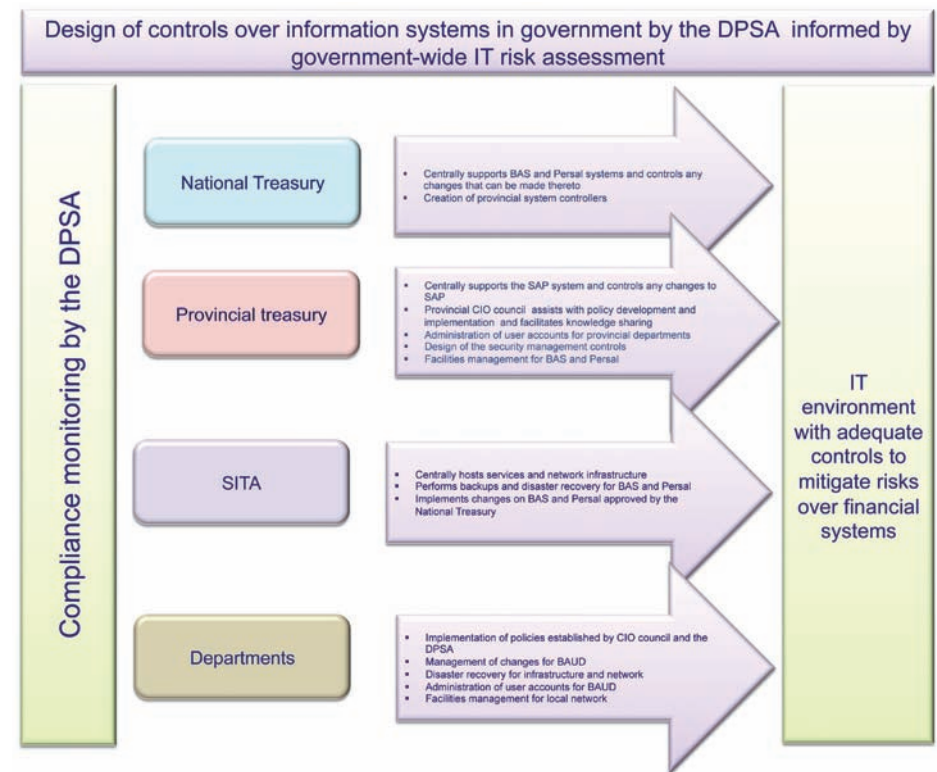 Design of controls over information systems in government by the DPSA informed by
government-wide IT risk assessment
Compliance monitoring by the DPSA
National Treasury
▪ Centrally supports BAS and Persal systems and controls any
changes that can be made thereto
▪ Creation of provincial system controllers
Provincial treasury
▪ Centrally supports the SAP system and controls any changes to
SAP
▪ Provincial CIO council assists with policy development and
implementation and facilitates knowledge sharing
▪ Administration of user accounts for provincial departments
▪ Design of the security management controls
▪ Facilities management for BAS and Persal
SITA
▪ Centrally hosts services and network infrastructure
▪ Performs backups and disaster recovery for BAS and Persal
▪ Implements changes on BAS and Persal approved by the
National Treasury
Departments
▪ Implementation of policies established by CIO council and the
DPSA
▪ Management of changes for BAUD
▪ Disaster recovery for infrastructure and network
▪ Administration of user accounts for BAUD
▪ Facilities management for local network
IT
environment
with adequate
controls to
mitigate risks
over financial
systems